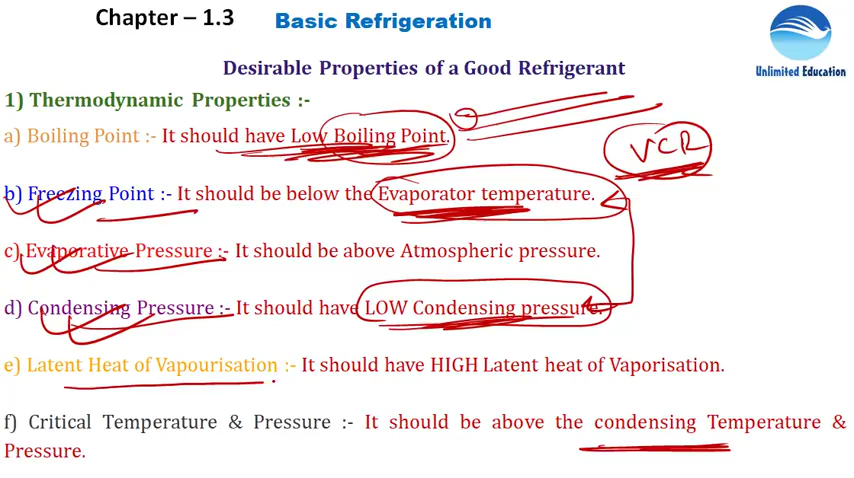 Chapter – 1.3
Basic Refrigeration
Unlimited Education
Desirable Properties of a Good Refrigerant
1) Thermodynamic Properties :-
a) Boiling Point :- It should have Low Boiling Point.
VCR
b) Freezing Point :- It should be below the Evaporator temperature.
c) Evaporative Pressure :- It should be above Atmospheric pressure.
d) Condensing Pressure :- It should have LOW Condensing pressure.
e) Latent Heat of Vapourisation :- It should have HIGH Latent heat of Vaporisation.
f) Critical Temperature & Pressure :- It should be above the condensing Temperature &
Pressure.